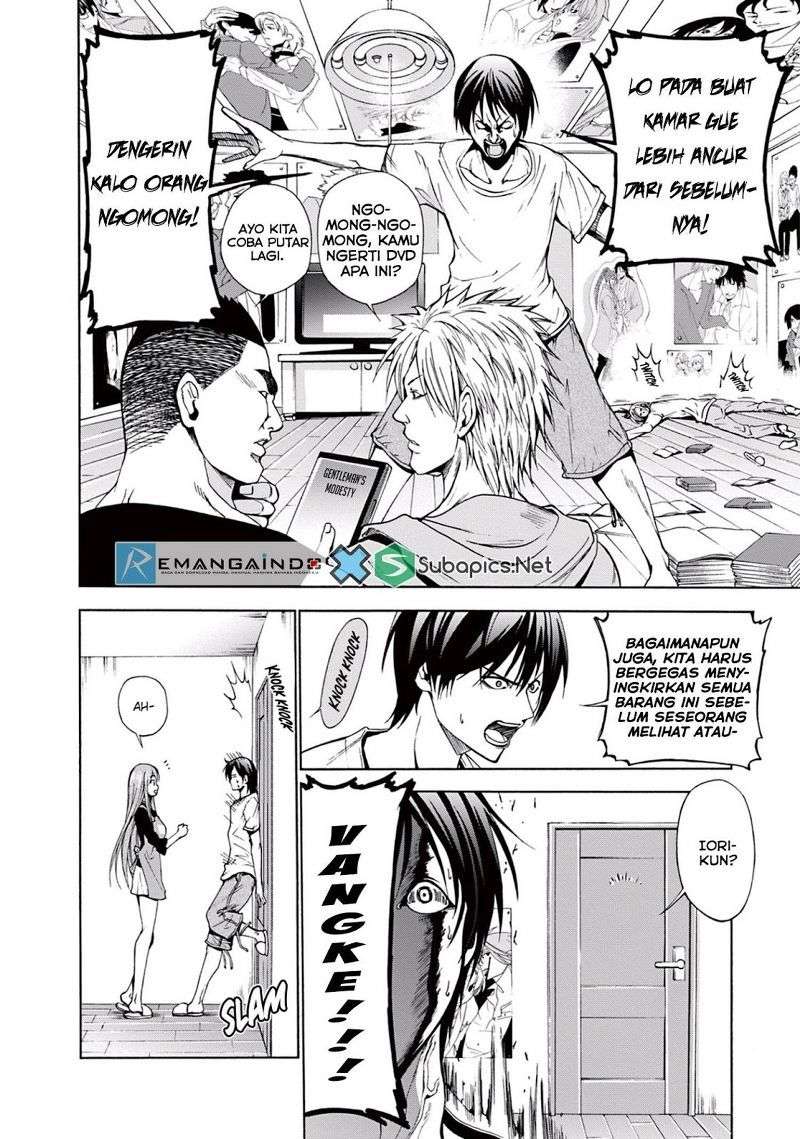 LO PADA BUAT
KAMAR GUE
LEBIH ANCUR
DARI SEBELUM-
NYA!
DENGERIN
KALO ORANG
NGOMONG!
NGO-
MONG-NGO-
MONG, KAMU
NGERTI DVD
APA INI?
AYO KITA
COBA PUTAR
LAGI.
TWITCH
TWITCH
GENTLEMAN'S
MODESTY
REMANGAINDO
Subapics.Net
BAGAIMANAPUN
JUGA, KITA HARUS
BERGEGAS MENY-
INGKIRKAN SEMUA
BARANG INI SEBE-
LUM SESEORANG
MELIHAT ATAU-
KNOCK KNOCK
KNOCK KNOCK
AH-
SLAM
IORI-
KUN?
VANGKE!!!